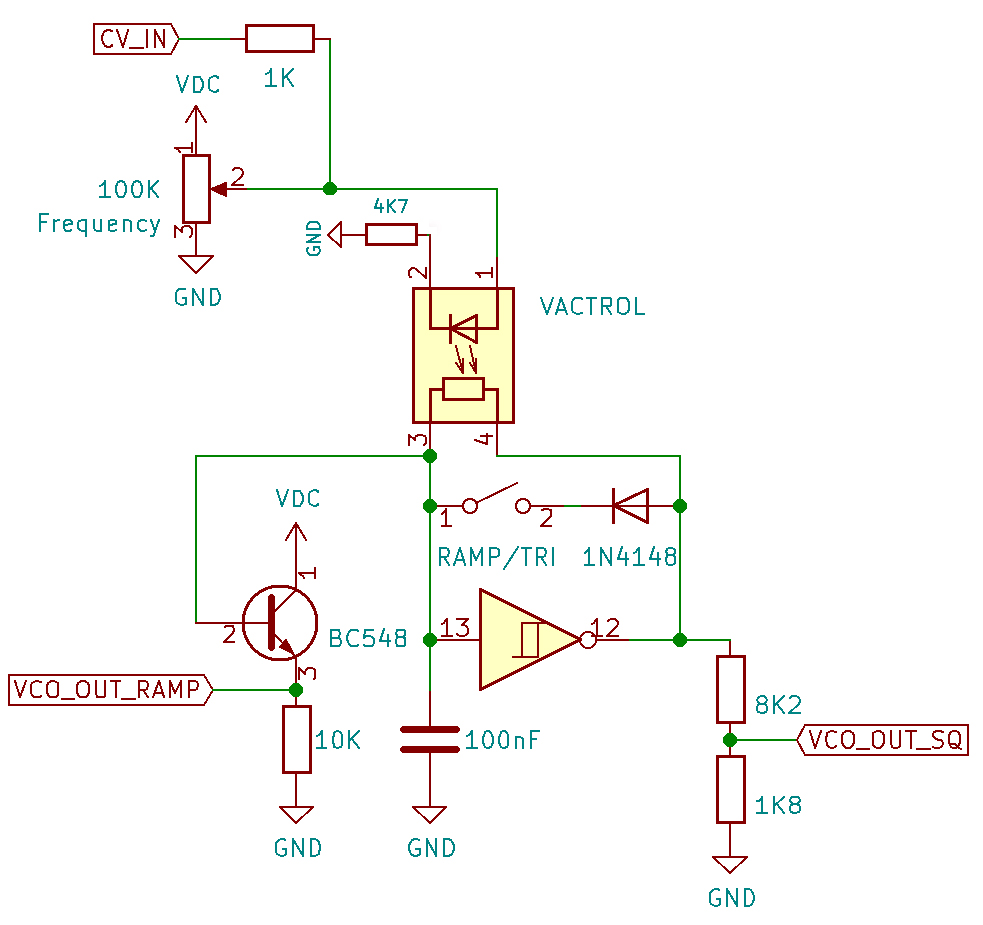 CV_IN
1K
VDC
1
2
100K
Frequency
3
GND
4K7
GND
2
1
VACTROL
3
4
VDC
1
2
RAMP/TRI
1N4148
1
2
BC548
3
13
12
VCO_OUT_RAMP
10K
100nF
8K2
VCO_OUT_SQ
1K8
GND
GND
GND